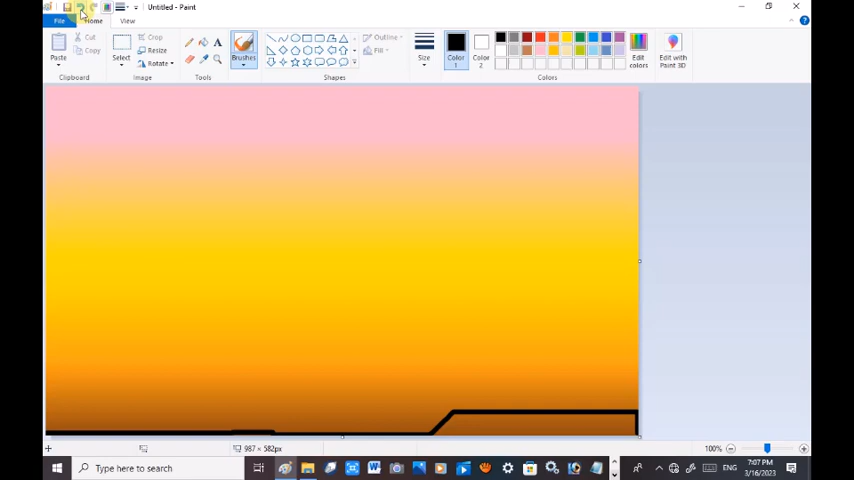 Untitled - Paint
File Home View
Paste
Cut
Copy
Clipboard
Select
Crop
Resize
Rotate
Image
A
Tools
Brushes
Outline
Fill
Shapes
Size
Color
1
Color
2
Edit
colors
Colors
Edit with
Paint 3D
987 × 582px
100%
Type here to search
W
ENG
7:07 PM
3/16/2023